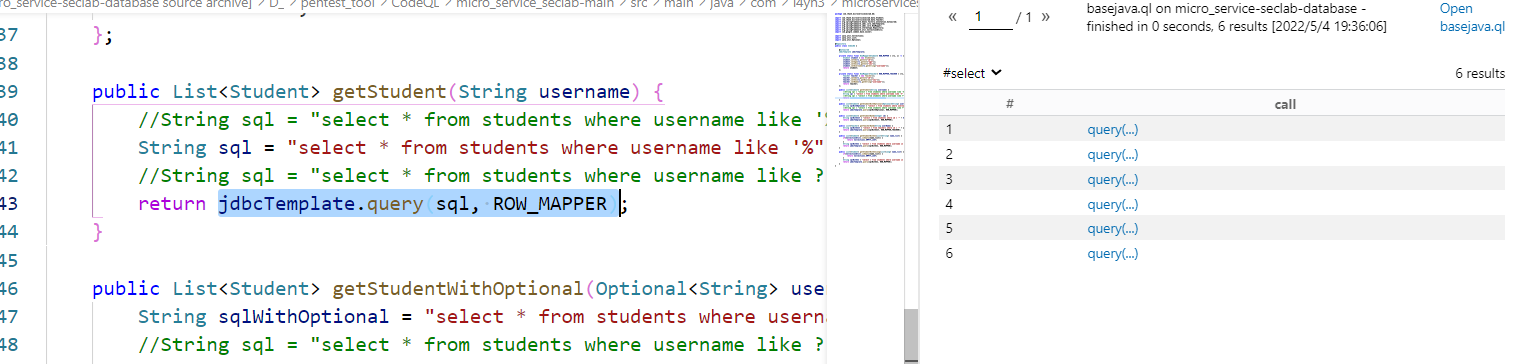 ro_service-seclab-database source archive] > D_ > pentest_tool > CodeQL > micro_service_seclab-main > src > main > java > com > l4yn3 > microservices
37 };
38
39 public List<Student> getStudent(String username) {
40 //String sql = "select * from students where username like '%
41 String sql = "select * from students where username like '%"
42 //String sql = "select * from students where username like ?
43 return jdbcTemplate.query(sql, ROW_MAPPER);
44 }
45
46 public List<Student> getStudentWithOptional(Optional<String> use
47 String sqlWithOptional = "select * from students where usern
48 //String sql = "select * from students where username like ?
« 1 / 1 »
basejava.ql on micro_service-seclab-database -
finished in 0 seconds, 6 results [2022/5/4 19:36:06]
Open
basejava.ql
#select
6 results
# call
1 query(...)
2 query(...)
3 query(...)
4 query(...)
5 query(...)
6 query(...)